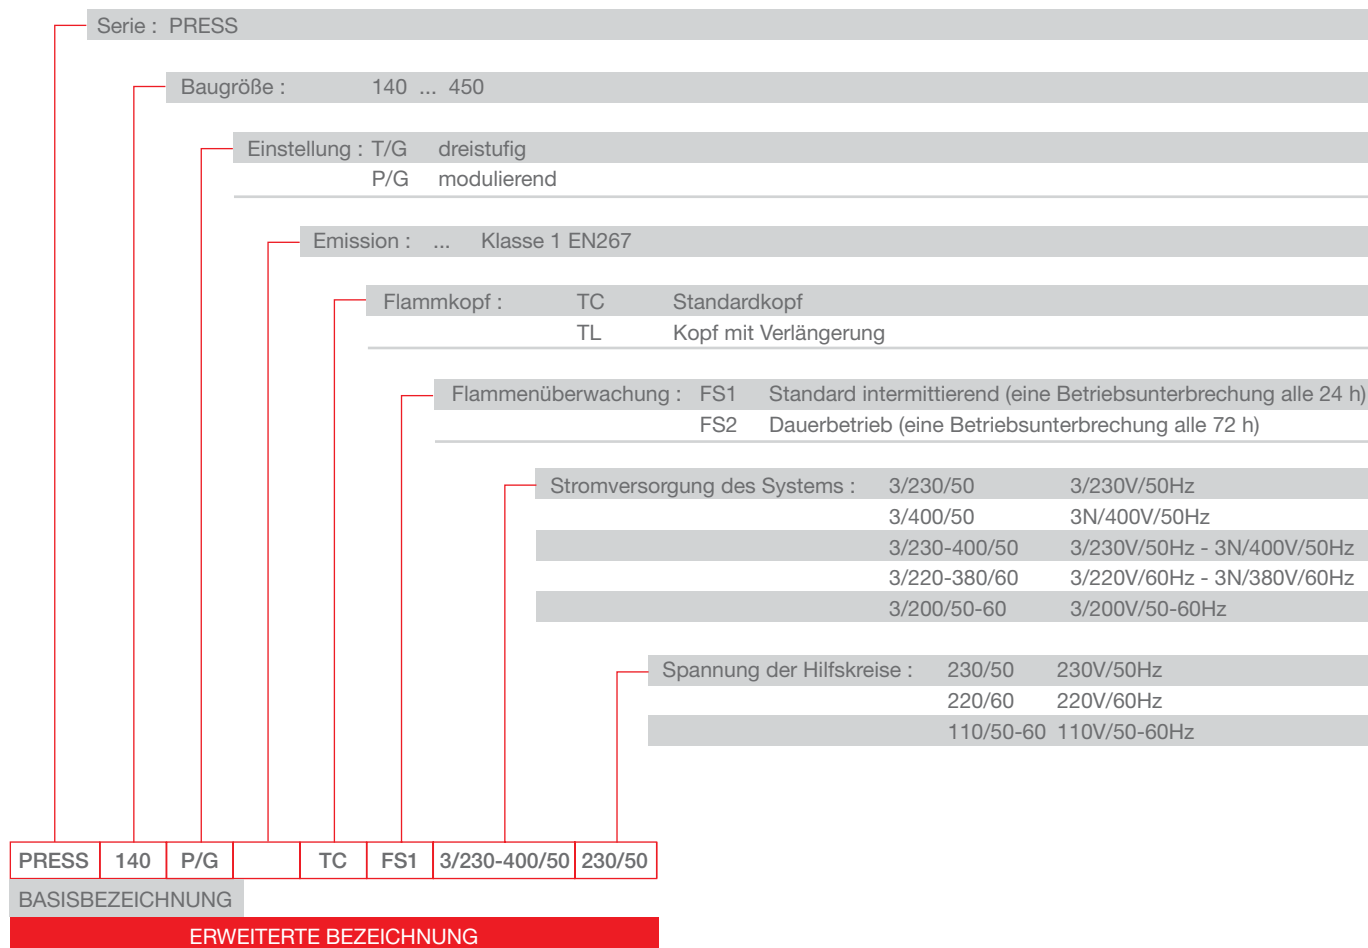 Serie : PRESS
Baugröße : 140 ... 450
Einstellung : T/G dreistufig
P/G modulierend
Emission : ... Klasse 1 EN267
Flammkopf : TC Standardkopf
TL Kopf mit Verlängerung
Flammenüberwachung : FS1 Standard intermittierend (eine Betriebsunterbrechung alle 24 h)
FS2 Dauerbetrieb (eine Betriebsunterbrechung alle 72 h)
Stromversorgung des Systems : 3/230/50 3/230V/50Hz
3/400/50 3N/400V/50Hz
3/230-400/50 3/230V/50Hz - 3N/400V/50Hz
3/220-380/60 3/220V/60Hz - 3N/380V/60Hz
3/200/50-60 3/200V/50-60Hz
Spannung der Hilfskreise : 230/50 230V/50Hz
220/60 220V/60Hz
110/50-60 110V/50-60Hz
PRESS 140 P/G TC FS1 3/230-400/50 230/50
BASISBEZEICHNUNG
ERWEITERTE BEZEICHNUNG